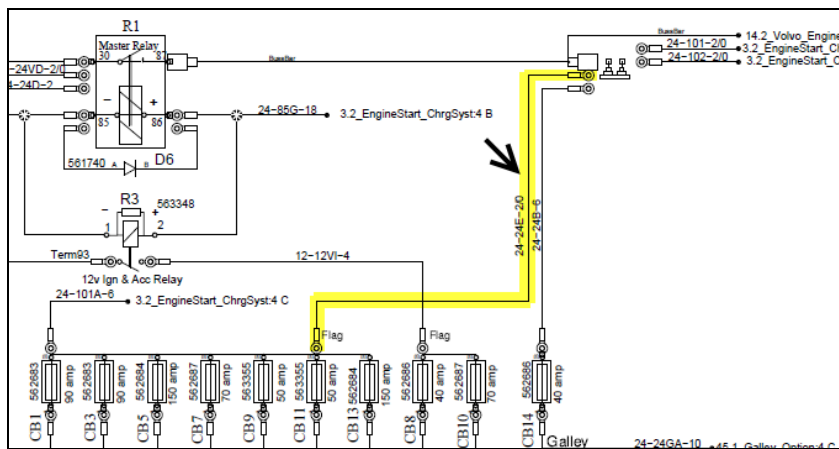 R1
Master Relay
30
87
BussBar
BussBar
14.2_Volvo_Engine
24-101-2/0
3.2_EngineStart_Ch
24-102-2/0
3.2_EngineStart_C
-24VD-2/0
4-24D-2
-
+
85
86
24-85G-18
3.2_EngineStart_ChrgSyst:4 B
561740
A
B
D6
R3
-
+
563348
1
2
Term93
12-12VI-4
12v Ign & Acc Relay
24-101A-6
3.2_EngineStart_ChrgSyst:4 C
24-24E-2/0
24-24B-6
Flag
Flag
562683
90 amp
562683
90 amp
562684
150 amp
562687
70 amp
563355
50 amp
563355
50 amp
562684
150 amp
562686
40 amp
562687
70 amp
562686
40 amp
CB1
CB3
CB5
CB7
CB9
CB11
CB13
CB8
CB10
CB14
Galley
24-24GA-10
45.1_Galley_Option:4 C